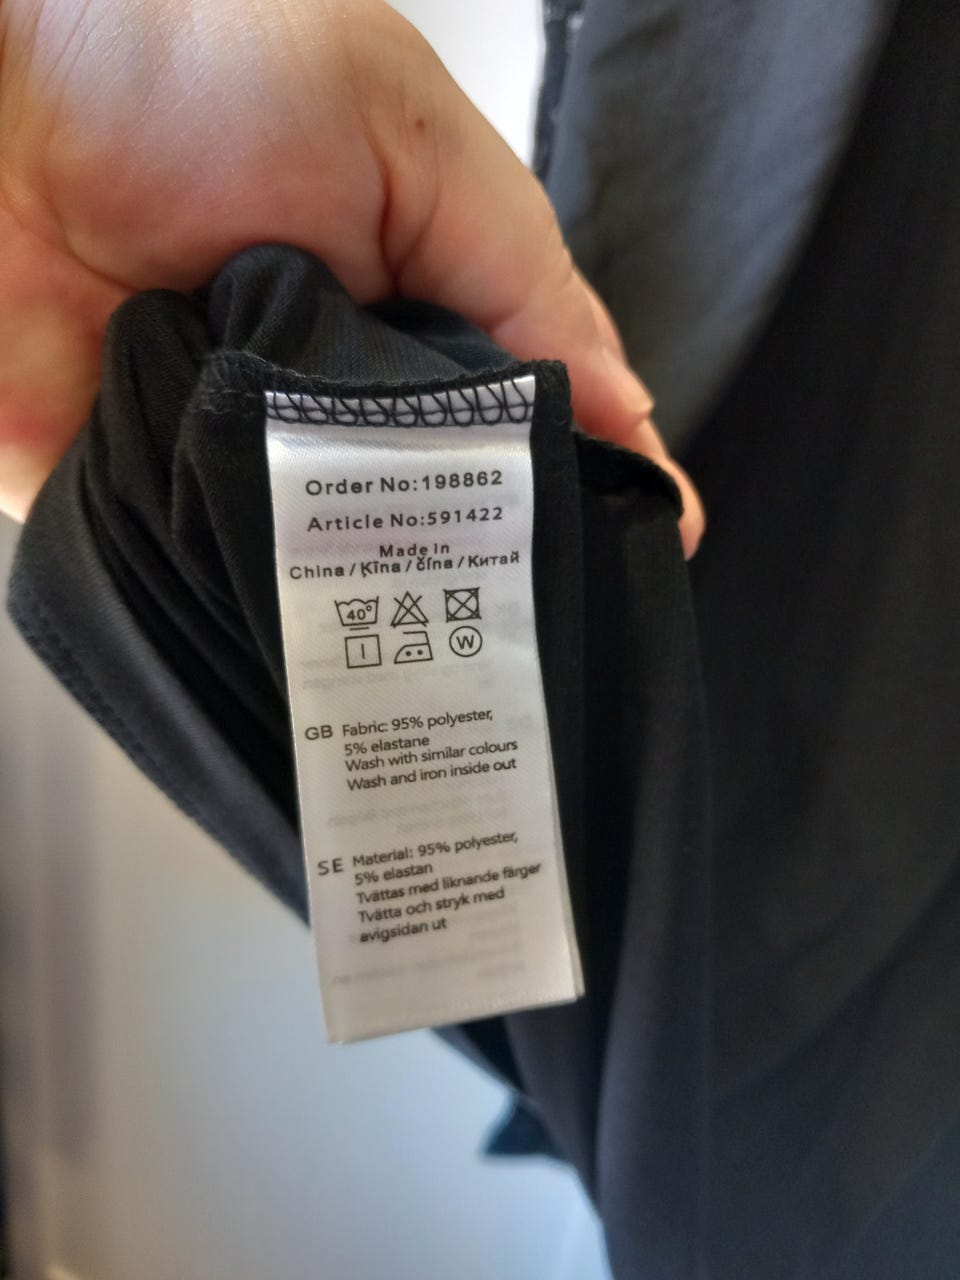 Order No:198862
Article No:591422
Made In
China / Ķīna / čína / Китай
40°
W
GB Fabric: 95% polyester,
5% elastane
Wash with similar colours
Wash and iron inside out
SE Material: 95% polyester,
5% elastan
Tvättas med liknande färger
Tvätta och stryk med
avigsidan ut